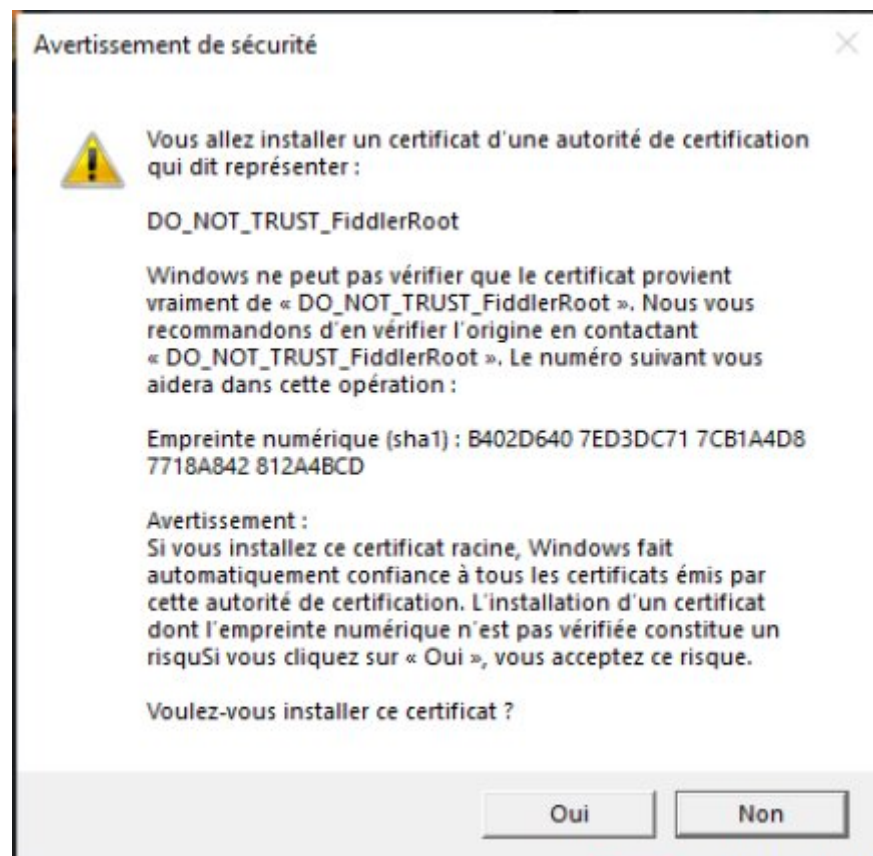 Avertissement de sécurité
Vous allez installer un certificat d'une autorité de certification
qui dit représenter :
DO_NOT_TRUST_FiddlerRoot
Windows ne peut pas vérifier que le certificat provient
vraiment de « DO_NOT_TRUST_FiddlerRoot ». Nous vous
recommandons d'en vérifier l'origine en contactant
« DO_NOT_TRUST_FiddlerRoot ». Le numéro suivant vous
aidera dans cette opération :
Empreinte numérique (sha1) : B402D640 7ED3DC71 7CB1A4D8
7718A842 812A4BCD
Avertissement :
Si vous installez ce certificat racine, Windows fait
automatiquement confiance à tous les certificats émis par
cette autorité de certification. L'installation d'un certificat
dont l'empreinte numérique n'est pas vérifiée constitue un
risquSi vous cliquez sur « Oui », vous acceptez ce risque.
Voulez-vous installer ce certificat ?
Oui
Non